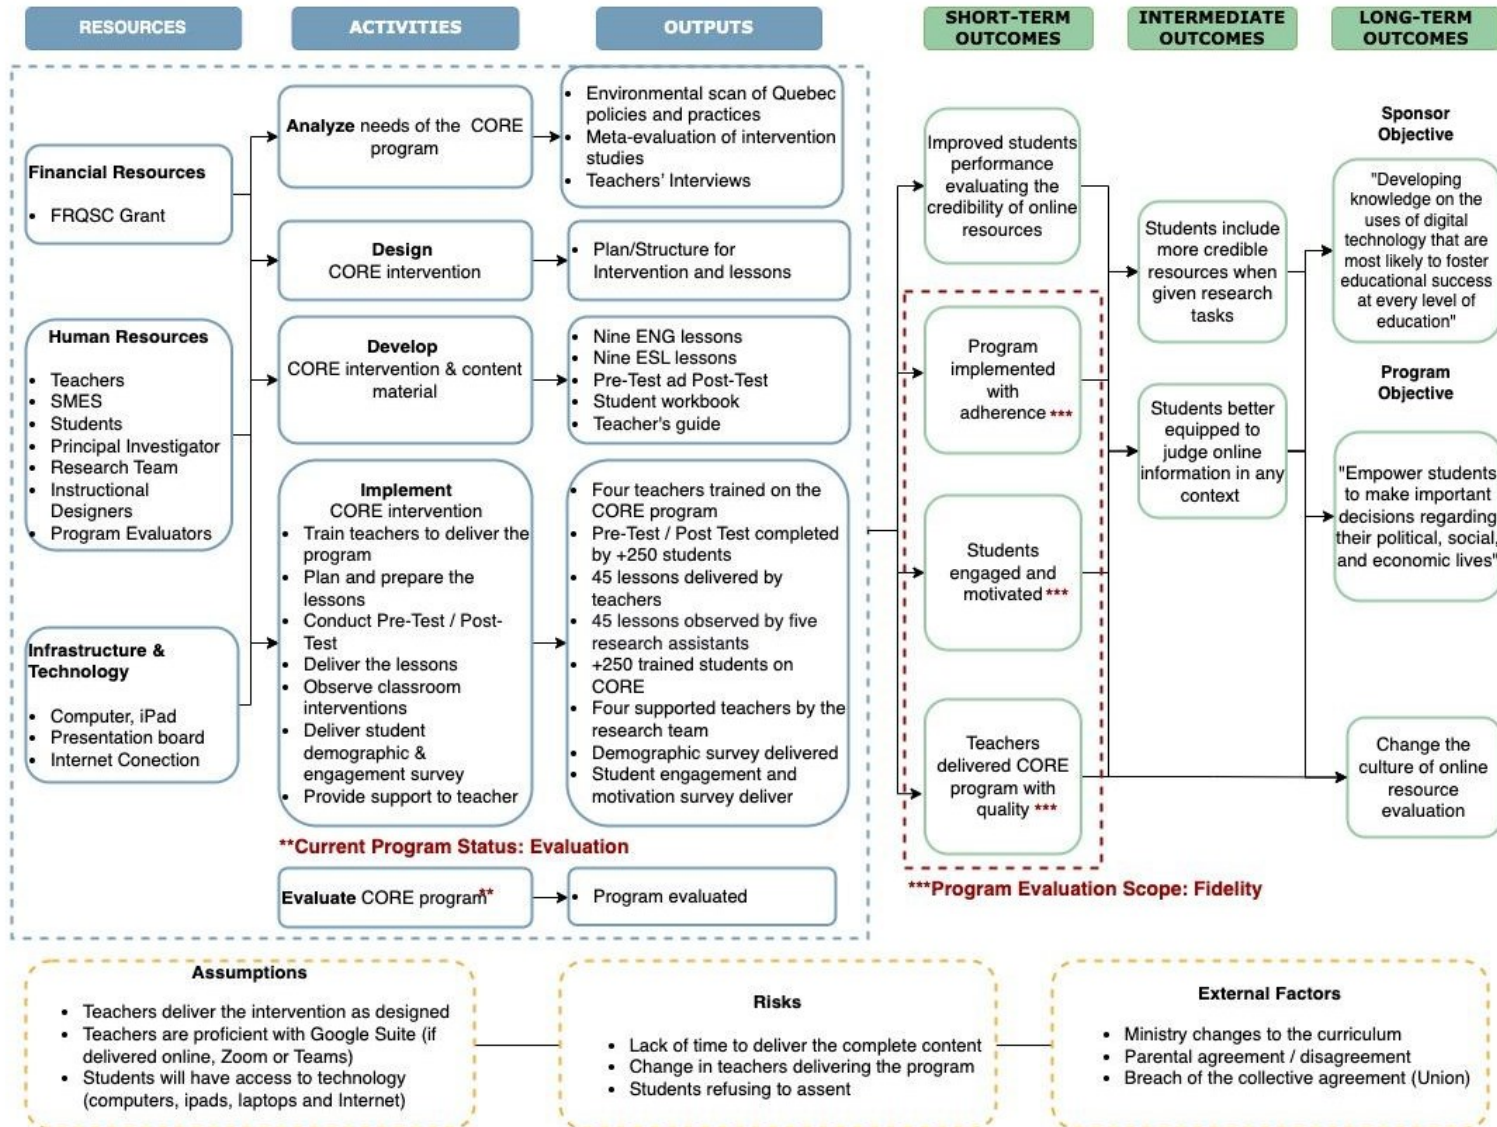 RESOURCES
ACTIVITIES
OUTPUTS
SHORT-TERM
OUTCOMES
INTERMEDIATE
OUTCOMES
LONG-TERM
OUTCOMES
Financial Resources
• FRQSC Grant
Human Resources
• Teachers
• SMES
• Students
• Principal Investigator
• Research Team
• Instructional
Designers
• Program Evaluators
Infrastructure &
Technology
• Computer, iPad
• Presentation board
• Internet Conection
Analyze needs of the CORE
program
Design
CORE intervention
Develop
CORE intervention & content
material
Implement
CORE intervention
• Train teachers to deliver the
program
• Plan and prepare the
lessons
• Conduct Pre-Test / Post-
Test
• Deliver the lessons
• Observe classroom
interventions
• Deliver student
demographic &
engagement survey
• Provide support to teacher
**Current Program Status: Evaluation
Evaluate CORE program**
• Environmental scan of Quebec
policies and practices
• Meta-evaluation of intervention
studies
• Teachers' Interviews
• Plan/Structure for
Intervention and lessons
• Nine ENG lessons
• Nine ESL lessons
• Pre-Test ad Post-Test
• Student workbook
• Teacher's guide
• Four teachers trained on the
CORE program
• Pre-Test / Post Test completed
by +250 students
• 45 lessons delivered by
teachers
• 45 lessons observed by five
research assistants
• +250 trained students on
CORE
• Four supported teachers by the
research team
• Demographic survey delivered
• Student engagement and
motivation survey deliver
• Program evaluated
Improved students
performance
evaluating the
credibility of online
resources
Program
implemented
with
adherence ***
Students
engaged and
motivated ***
Teachers
delivered CORE
program with
quality ***
***Program Evaluation Scope: Fidelity
Students include
more credible
resources when
given research
tasks
Students better
equipped to
judge online
information in any
context
Sponsor
Objective
"Developing
knowledge on the
uses of digital
technology that are
most likely to foster
educational success
at every level of
education"
Program
Objective
"Empower students
to make important
decisions regarding
their political, social,
and economic lives"
Change the
culture of online
resource
evaluation
Assumptions
• Teachers deliver the intervention as designed
• Teachers are proficient with Google Suite (if
delivered online, Zoom or Teams)
• Students will have access to technology
(computers, ipads, laptops and Internet)
Risks
• Lack of time to deliver the complete content
• Change in teachers delivering the program
• Students refusing to assent
External Factors
• Ministry changes to the curriculum
• Parental agreement / disagreement
• Breach of the collective agreement (Union)